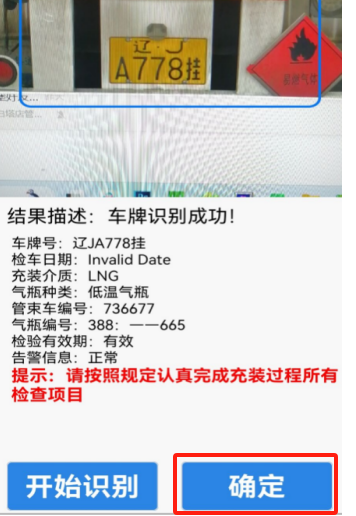 辽·J
A778挂
结果描述：车牌识别成功！
车牌号：辽JA778挂
检车日期：Invalid Date
充装介质：LNG
气瓶种类：低温气瓶
管束车编号：736677
气瓶编号：388：一一665
检验有效期：有效
告警信息：正常
提示：请按照规定认真完成充装过程所有
检查项目
开始识别
确定